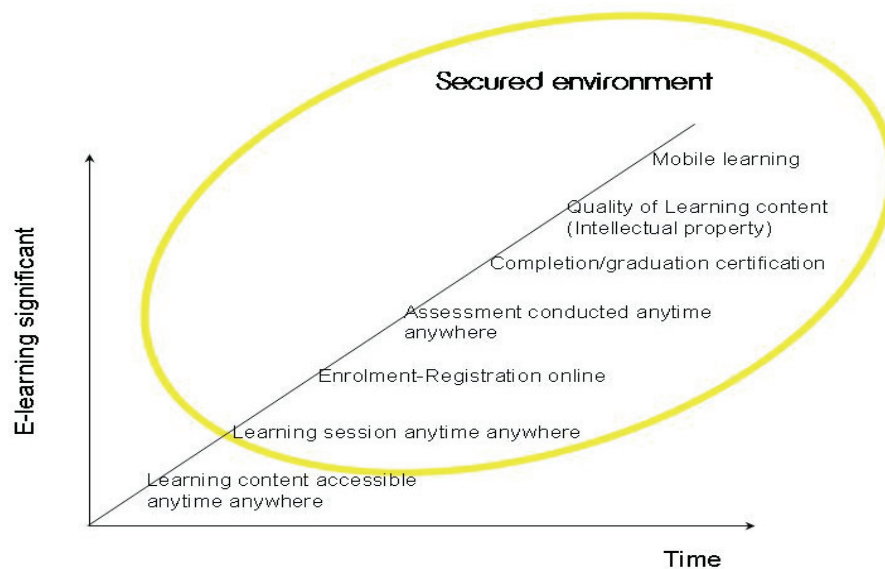 Secured environment
Mobile learning
Quality of Learning content
(Intellectual property)
Completion/graduation certification
Assessment conducted anytime
anywhere
Enrolment-Registration online
Learning session anytime anywhere
Learning content accessible
anytime anywhere
E-learning significant
Time